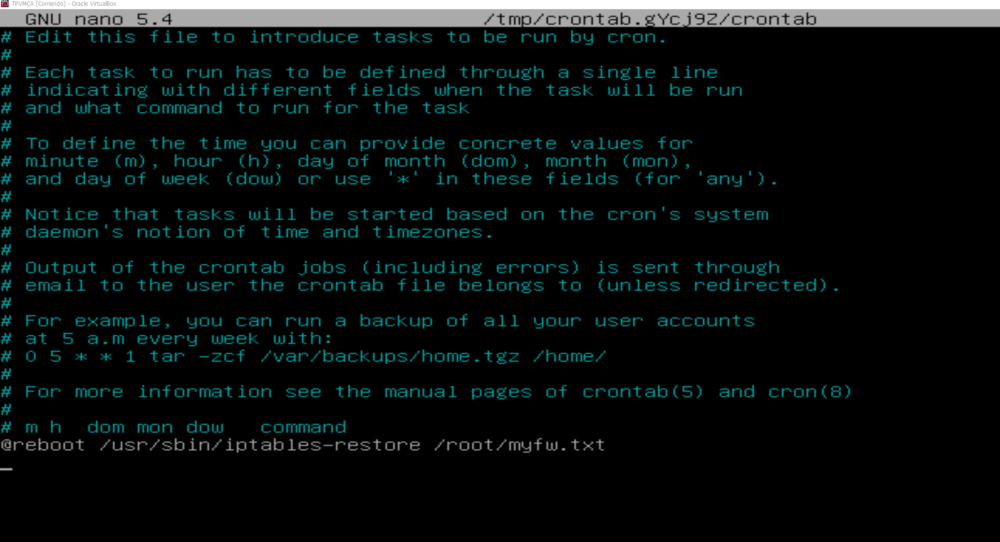 TPVMCA [Corriendo] - Oracle VirtualBox
GNU nano 5.4 /tmp/crontab.gYcj9Z/crontab
# Edit this file to introduce tasks to be run by cron.
#
# Each task to run has to be defined through a single line
# indicating with different fields when the task will be run
# and what command to run for the task
#
# To define the time you can provide concrete values for
# minute (m), hour (h), day of month (dom), month (mon),
# and day of week (dow) or use '*' in these fields (for 'any').
#
# Notice that tasks will be started based on the cron's system
# daemon's notion of time and timezones.
#
# Output of the crontab jobs (including errors) is sent through
# email to the user the crontab file belongs to (unless redirected).
#
# For example, you can run a backup of all your user accounts
# at 5 a.m every week with:
# 0 5 * * 1 tar -zcf /var/backups/home.tgz /home/
#
# For more information see the manual pages of crontab(5) and cron(8)
#
# m h  dom mon dow   command
@reboot /usr/sbin/iptables-restore /root/myfw.txt